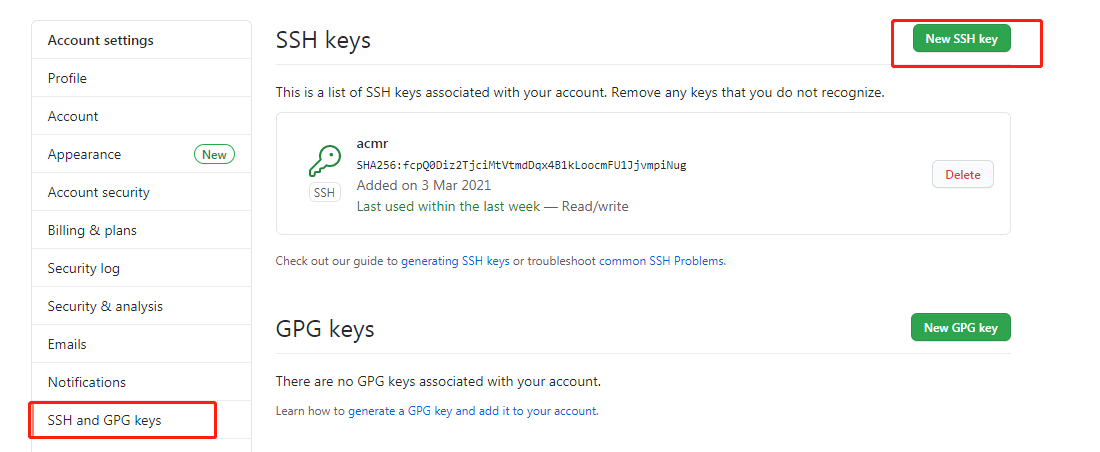 Account settings
Profile
Account
Appearance New
Account security
Billing & plans
Security log
Security & analysis
Emails
Notifications
SSH and GPG keys
SSH keys New SSH key
This is a list of SSH keys associated with your account. Remove any keys that you do not recognize.
acmr
SHA256:fcpQ0Diz2TjciMtVtmdDqx4B1kLoocmFU1JjvmpiNug
SSH
Added on 3 Mar 2021
Last used within the last week — Read/write
Delete
Check out our guide to generating SSH keys or troubleshoot common SSH Problems.
GPG keys New GPG key
There are no GPG keys associated with your account.
Learn how to generate a GPG key and add it to your account.